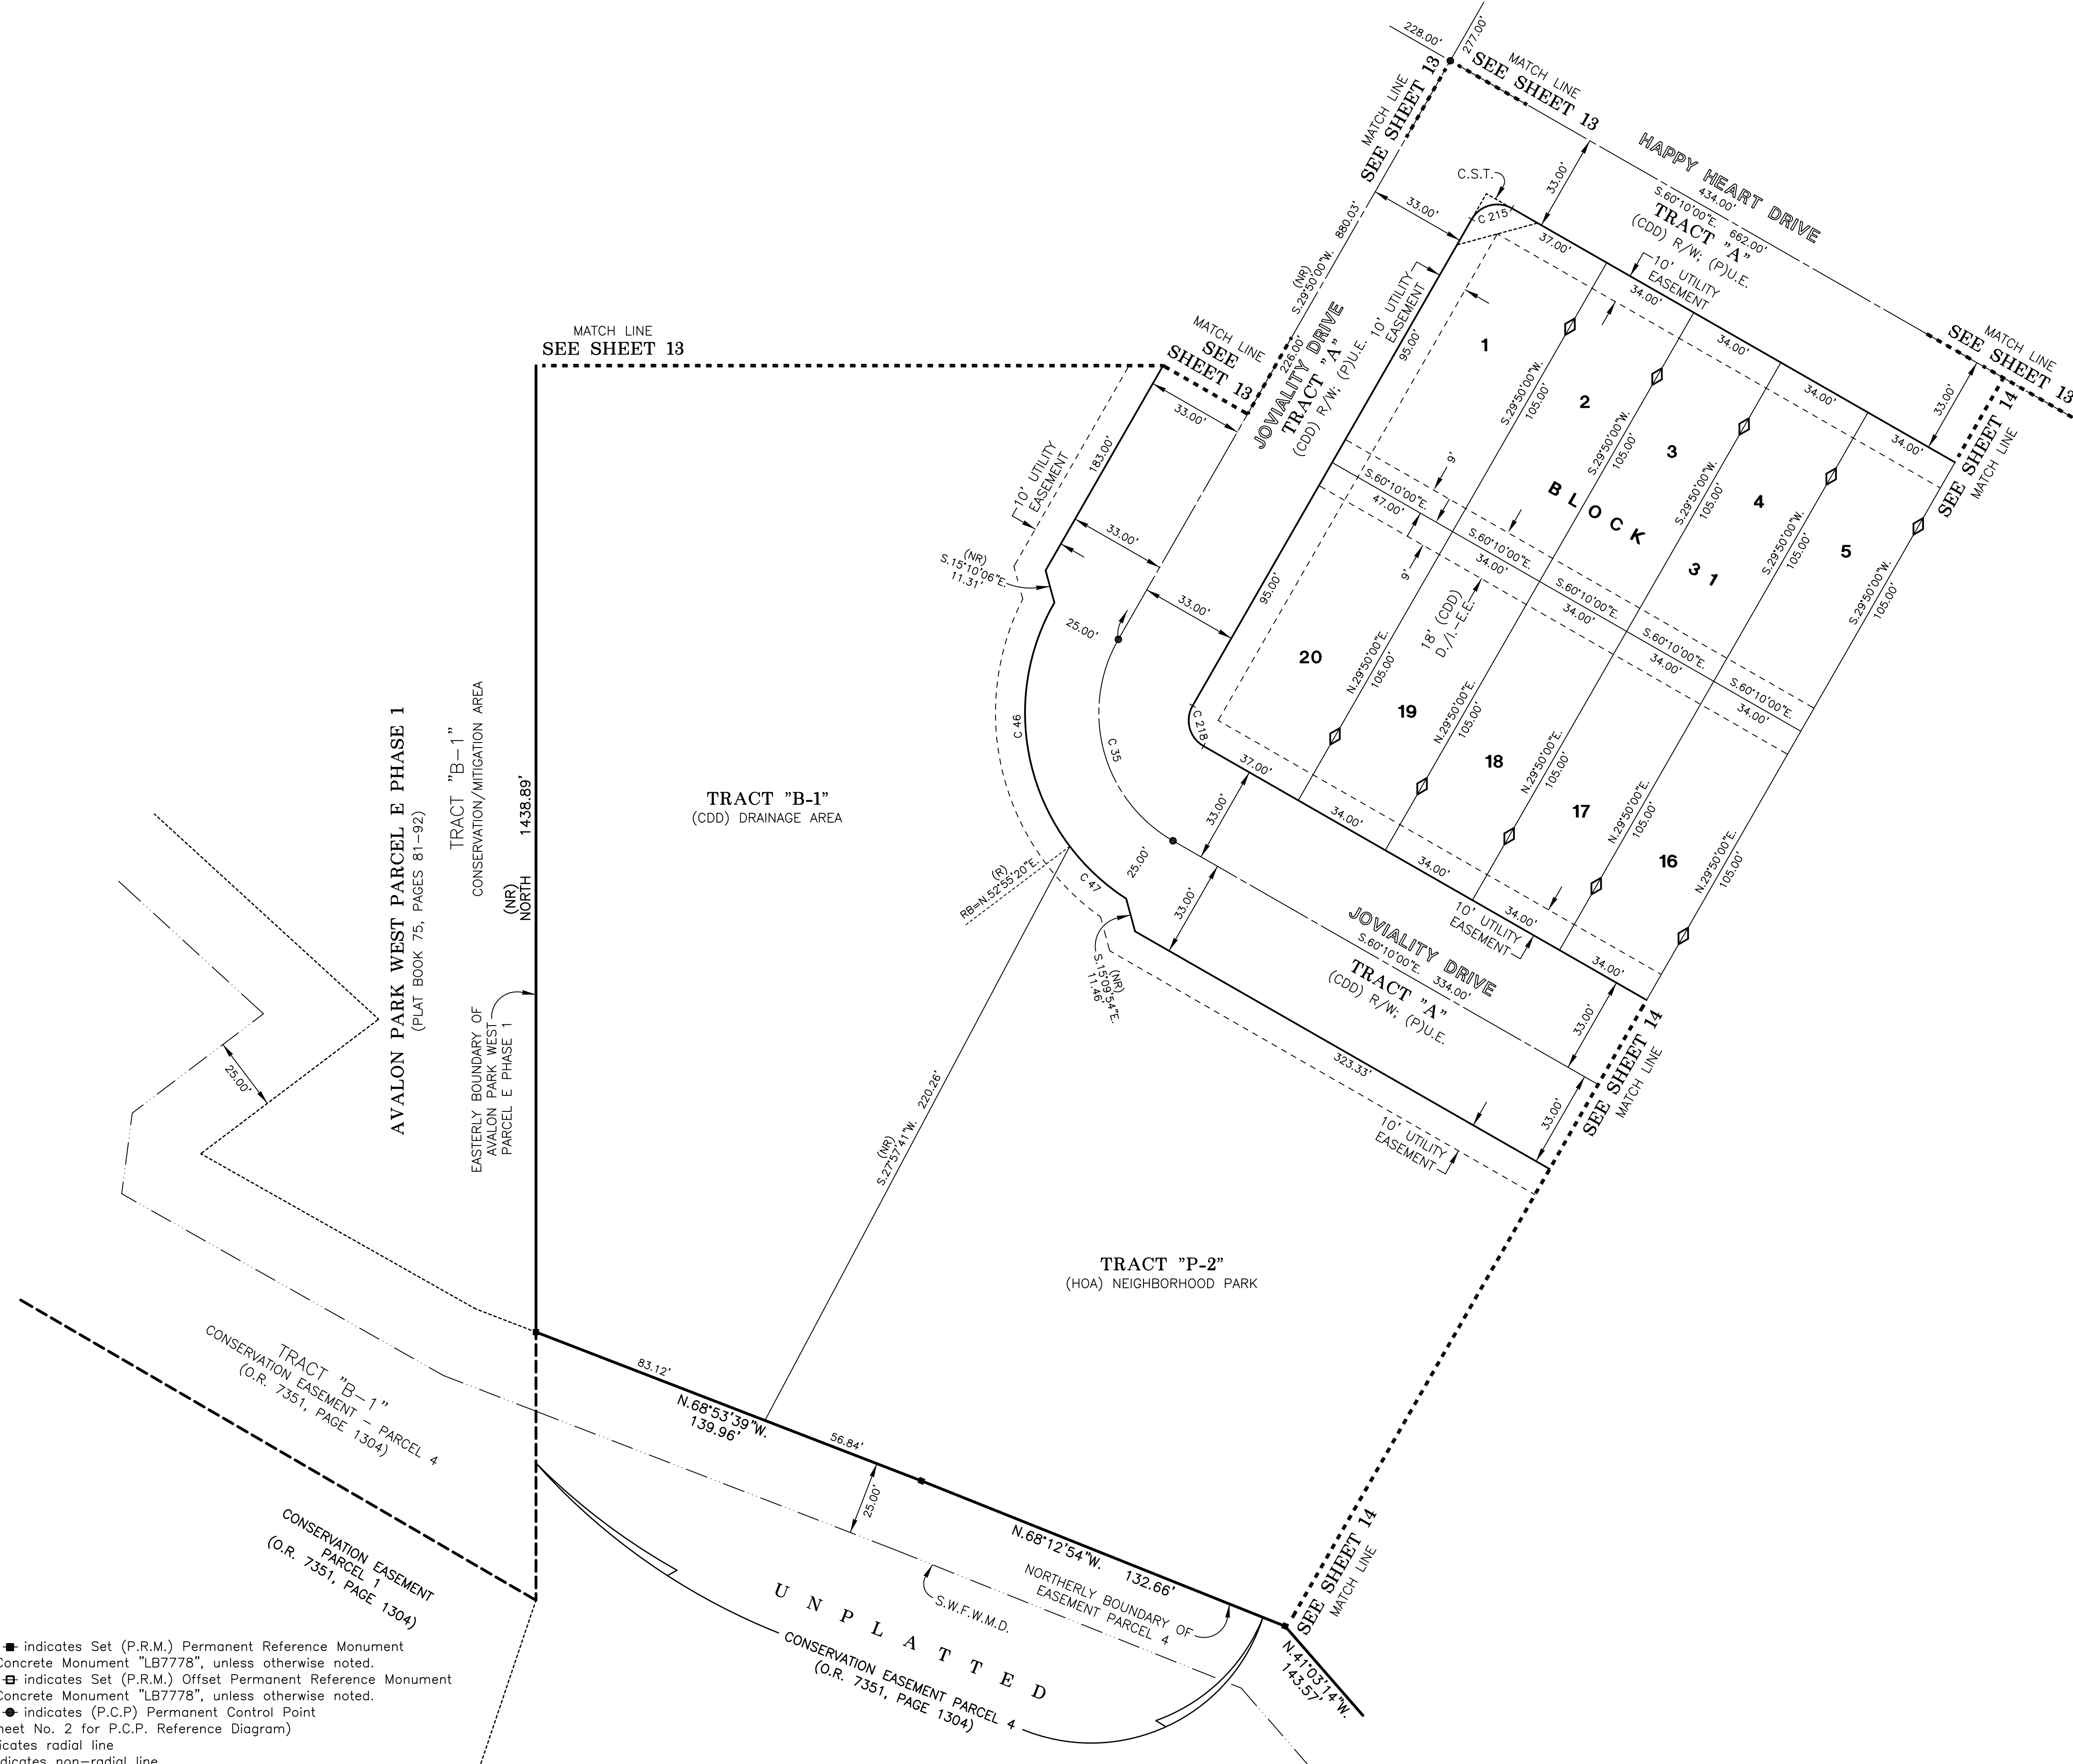 228.00'
277.00'
MATCH LINE
SEE SHEET 13
MATCH LINE
SEE SHEET 13
HAPPY HEART DRIVE
434.00'
S.60°10'00"E. 662.00'
TRACT "A"
(CDD) R/W; (P)U.E.
C.S.T.
C 215
33.00'
33.00'
37.00'
10' UTILITY
EASEMENT
34.00'
34.00'
34.00'
34.00'
33.00'
MATCH LINE
SEE SHEET 13
SEE SHEET 14
MATCH LINE
(NR)
S.29°50'00"W. 880.03'
226.00'
JOVIALITY DRIVE
TRACT "A"
(CDD) R/W; (P)U.E.
10' UTILITY
EASEMENT
95.00'
1
2
3
4
5
S.29°50'00"W.
105.00'
S.29°50'00"W.
105.00'
S.29°50'00"W.
105.00'
S.29°50'00"W.
105.00'
S.29°50'00"W.
105.00'
BLOCK
31
9'
9'
S.60°10'00"E.
47.00'
S.60°10'00"E.
34.00'
S.60°10'00"E.
34.00'
S.60°10'00"E.
34.00'
S.60°10'00"E.
34.00'
18' (CDD)
D./I.-E.E.
MATCH LINE
SEE SHEET 13
MATCH LINE
SEE
SHEET 13
33.00'
183.00'
10' UTILITY
EASEMENT
33.00'
(NR)
S.15°10'06"E.
11.31'
25.00'
33.00'
95.00'
20
19
18
17
16
N.29°50'00"E.
105.00'
N.29°50'00"E.
105.00'
N.29°50'00"E.
105.00'
N.29°50'00"E.
105.00'
N.29°50'00"E.
105.00'
C 46
C 35
C 218
37.00'
34.00'
34.00'
34.00'
34.00'
10' UTILITY
EASEMENT
33.00'
25.00'
33.00'
C 47
(R)
RB=N.52°55'20"E.
(NR)
S.15°09'54"E.
11.46'
JOVIALITY DRIVE
S.60°10'00"E. 334.00'
TRACT "A"
(CDD) R/W; (P)U.E.
33.00'
33.00'
323.33'
10' UTILITY
EASEMENT
SEE SHEET 14
MATCH LINE
AVALON PARK WEST PARCEL E PHASE 1
(PLAT BOOK 75, PAGES 81-92)
TRACT "B-1"
CONSERVATION/MITIGATION AREA
(NR)
NORTH 1438.89'
EASTERLY BOUNDARY OF
AVALON PARK WEST
PARCEL E PHASE 1
TRACT "B-1"
(CDD) DRAINAGE AREA
(NR)
S.27°57'41"W. 220.26'
TRACT "P-2"
(HOA) NEIGHBORHOOD PARK
25.00'
TRACT "B-1"
CONSERVATION EASEMENT - PARCEL 4
(O.R. 7351, PAGE 1304)
CONSERVATION EASEMENT
PARCEL 1
(O.R. 7351, PAGE 1304)
83.12'
N.68°53'39"W.
139.96'
56.84'
25.00'
N.68°12'54"W. 132.66'
NORTHERLY BOUNDARY OF
EASEMENT PARCEL 4
S.W.F.W.M.D.
UNPLATTED
CONSERVATION EASEMENT PARCEL 4
(O.R. 7351, PAGE 1304)
SEE SHEET 14
MATCH LINE
N.41°03'14"W.
143.57'
indicates Set (P.R.M.) Permanent Reference Monument
Concrete Monument "LB7778", unless otherwise noted.
indicates Set (P.R.M.) Offset Permanent Reference Monument
Concrete Monument "LB7778", unless otherwise noted.
indicates (P.C.P) Permanent Control Point
heet No. 2 for P.C.P. Reference Diagram)
icates radial line
dicates non-radial line